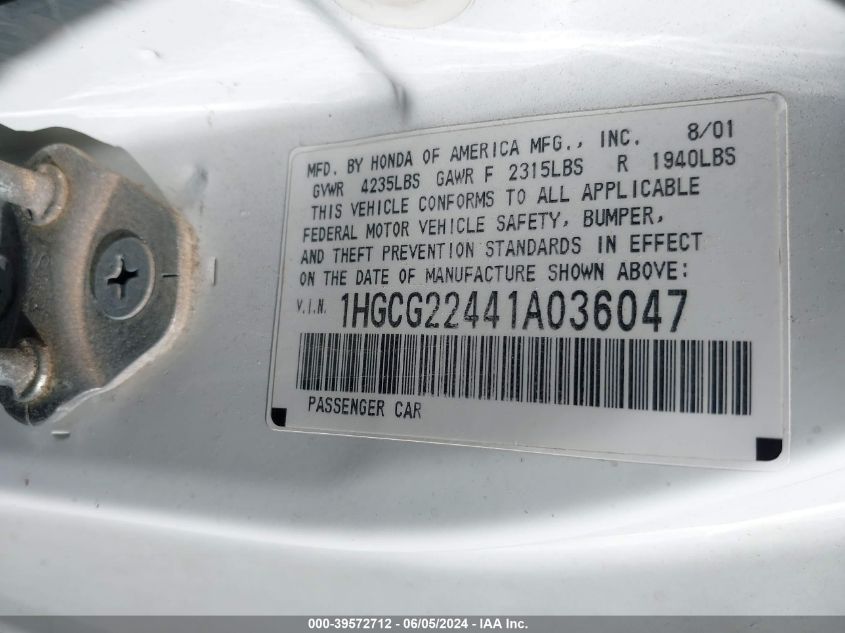 MFD. BY HONDA OF AMERICA MFG., INC. 8/01
GVWR 4235LBS GAWR F 2315LBS R 1940LBS
THIS VEHICLE CONFORMS TO ALL APPLICABLE
FEDERAL MOTOR VEHICLE SAFETY, BUMPER,
AND THEFT PREVENTION STANDARDS IN EFFECT
ON THE DATE OF MANUFACTURE SHOWN ABOVE:
V.I.N. 1HGCG22441A036047
PASSENGER CAR
000-39572712 - 06/05/2024 - IAAI.COM